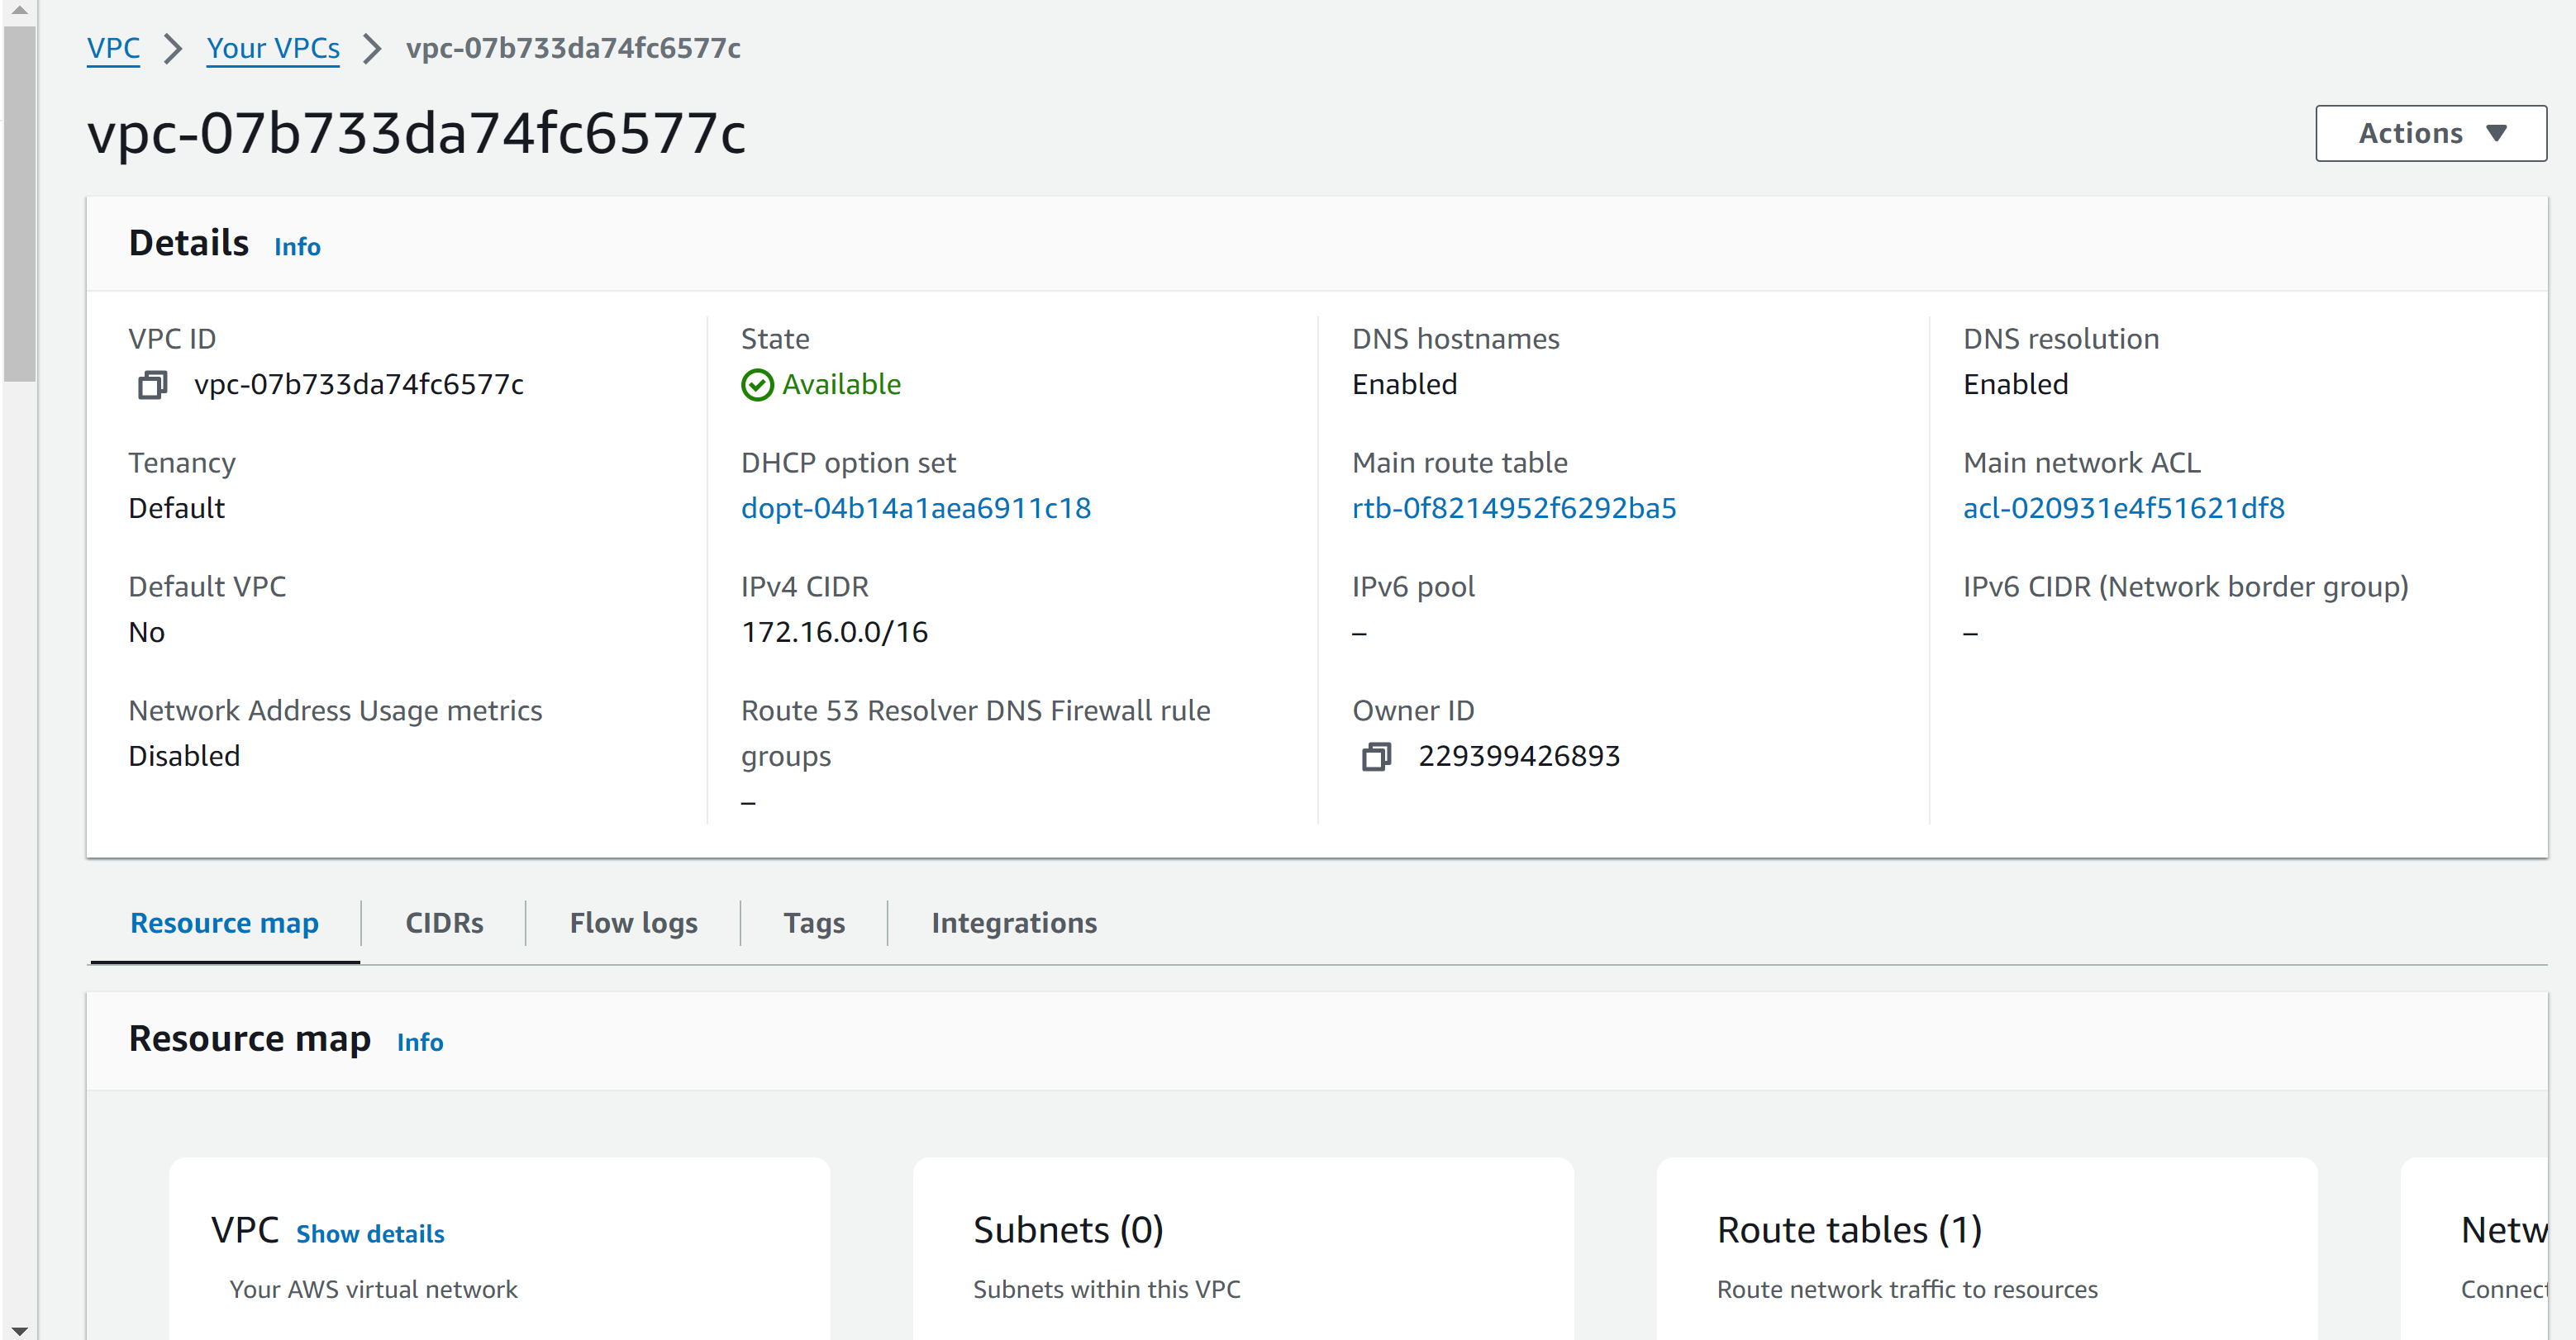 VPC > Your VPCs > vpc-07b733da74fc6577c
vpc-07b733da74fc6577c
Actions
Details Info
VPC ID
vpc-07b733da74fc6577c
State
Available
DNS hostnames
Enabled
DNS resolution
Enabled
Tenancy
Default
DHCP option set
dopt-04b14a1aea6911c18
Main route table
rtb-0f8214952f6292ba5
Main network ACL
acl-020931e4f51621df8
Default VPC
No
IPv4 CIDR
172.16.0.0/16
IPv6 pool
–
IPv6 CIDR (Network border group)
–
Network Address Usage metrics
Disabled
Route 53 Resolver DNS Firewall rule
groups
–
Owner ID
229399426893
Resource map CIDRs Flow logs Tags Integrations
Resource map Info
VPC Show details
Your AWS virtual network
Subnets (0)
Subnets within this VPC
Route tables (1)
Route network traffic to resources
Netw
Connect